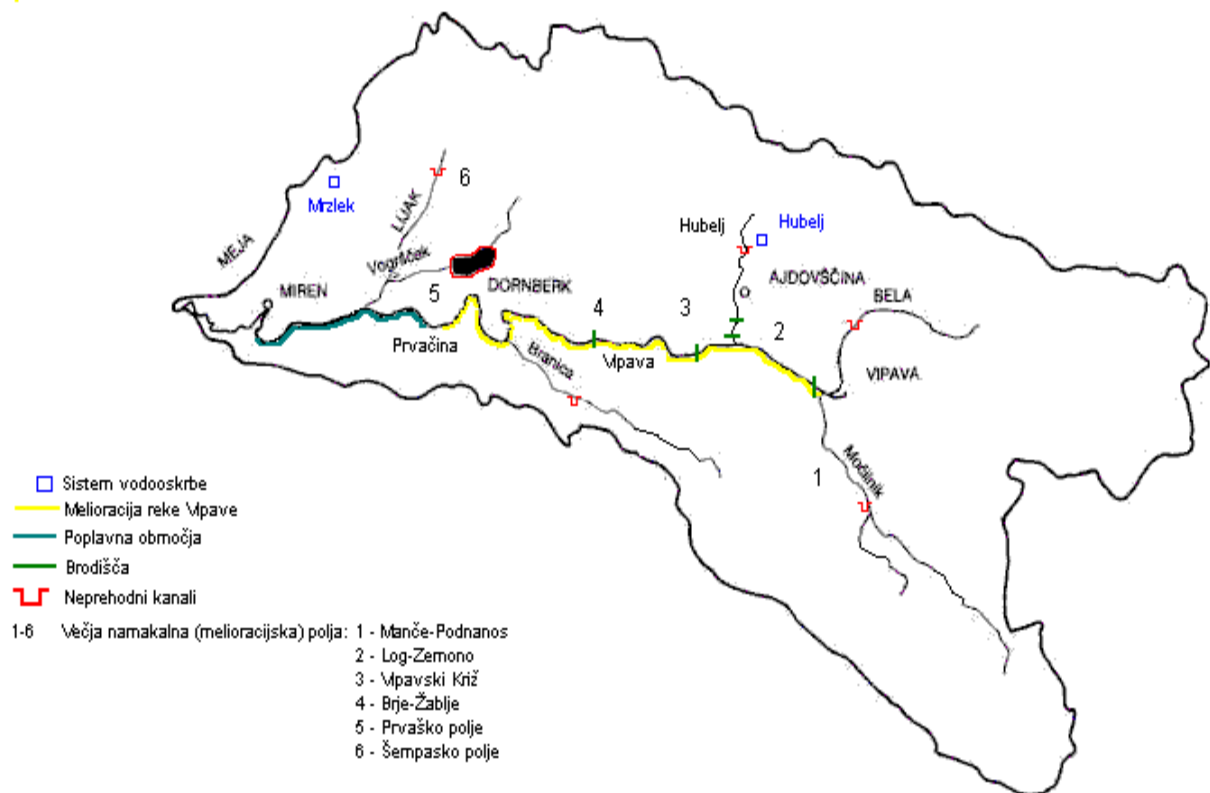 6
Mrzlek
LIJAK
Hubelj
Hubelj
MEJA
Vogršček
AJDOVŠČINA
MIREN
5
DORNBERK
BELA
4
3
2
Prvačina
Branica
Vipava
VIPAVA
1
Močilnik
Sistem vodooskrbe
Melioracija reke Vipave
Poplavna območja
Brodišča
Neprehodni kanali
1-6 Večja namakalna (melioracijska) polja: 1 - Manče-Podnanos
2 - Log-Zemono
3 - Vipavski Križ
4 - Brje-Žablje
5 - Prvaško polje
6 - Šempasko polje